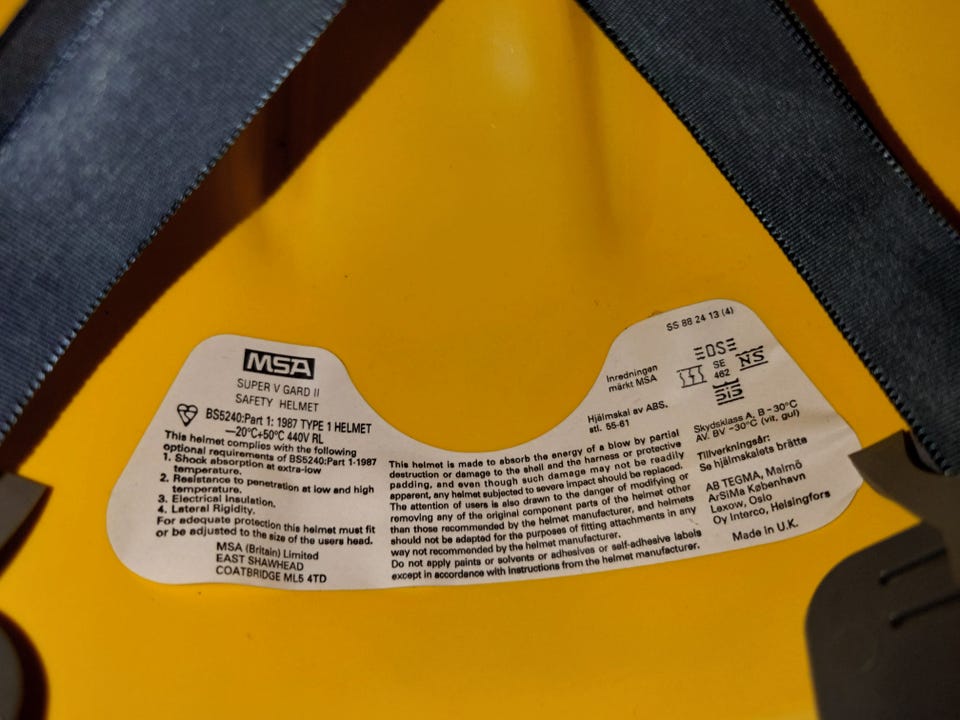 MSA
SUPER V GARD II
SAFETY HELMET
BS5240:Part 1: 1987 TYPE 1 HELMET
—20°C+50°C 440V RL
This helmet complies with the following
optional requirements of BS5240:Part 1-1987
1. Shock absorption at extra-low
temperature.
2. Resistance to penetration at low and high
temperature.
3. Electrical Insulation.
4. Lateral Rigidity.
For adequate protection this helmet must fit
or be adjusted to the size of the users head.
MSA (Britain) Limited
EAST SHAWHEAD
COATBRIDGE ML5 4TD
This helmet is made to absorb the energy of a blow by partial
destruction or damage to the shell and the harness or protective
padding, and even though such damage may not be readily
apparent, any helmet subjected to severe impact should be replaced.
The attention of users is also drawn to the danger of modifying or
removing any of the original component parts of the helmet other
than those recommended by the helmet manufacturer, and helmets
should not be adapted for the purposes of fitting attachments in any
way not recommended by the helmet manufacturer.
Do not apply paints or solvents or adhesives or self-adhesive labels
except in accordance with instructions from the helmet manufacturer.
SS 88 24 13 (4)
Inredningen
märkt MSA
DS
SE
462
NS
SIS
Hjälmskal av ABS.
stl. 55-61
Skydsklass A, B -30°C
AV. BV -30°C (vit, gul)
Tillverkningsår:
Se hjälmskalets brätte
AB TEGMA, Malmö
ArSiMa København
Lexow, Oslo
Oy Interco, Helsingfors
Made in U.K.